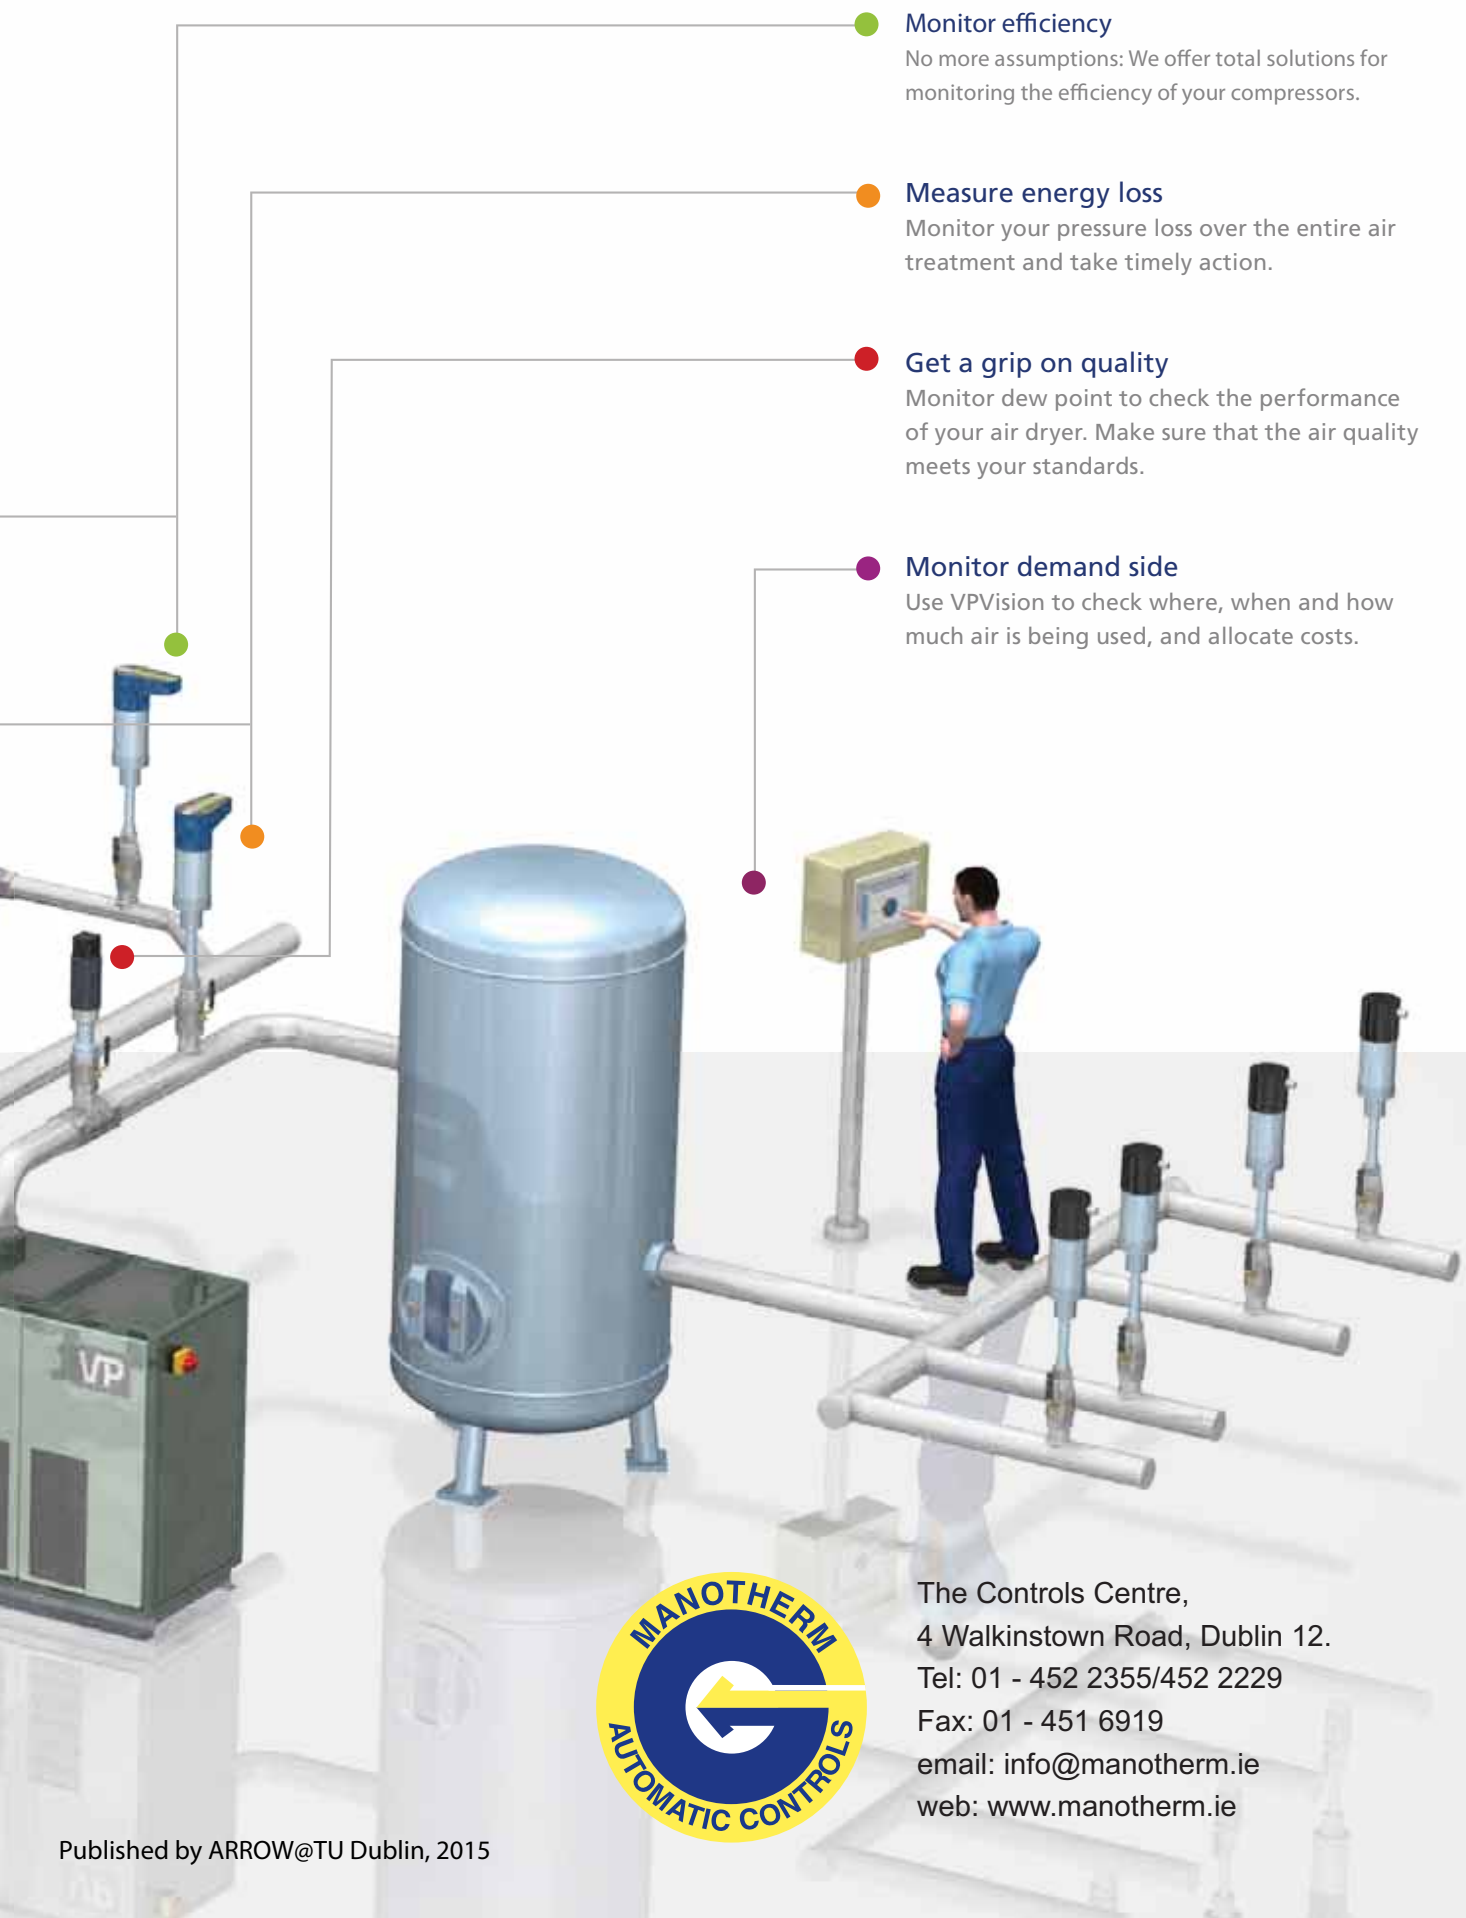 Monitor efficiency
No more assumptions: We offer total solutions for
monitoring the efficiency of your compressors.
Measure energy loss
Monitor your pressure loss over the entire air
treatment and take timely action.
Get a grip on quality
Monitor dew point to check the performance
of your air dryer. Make sure that the air quality
meets your standards.
Monitor demand side
Use VPVision to check where, when and how
much air is being used, and allocate costs.
VP
MANOTHERM
AUTOMATIC CONTROLS
The Controls Centre,
4 Walkinstown Road, Dublin 12.
Tel: 01 - 452 2355/452 2229
Fax: 01 - 451 6919
email: info@manotherm.ie
web: www.manotherm.ie
Published by ARROW@TU Dublin, 2015